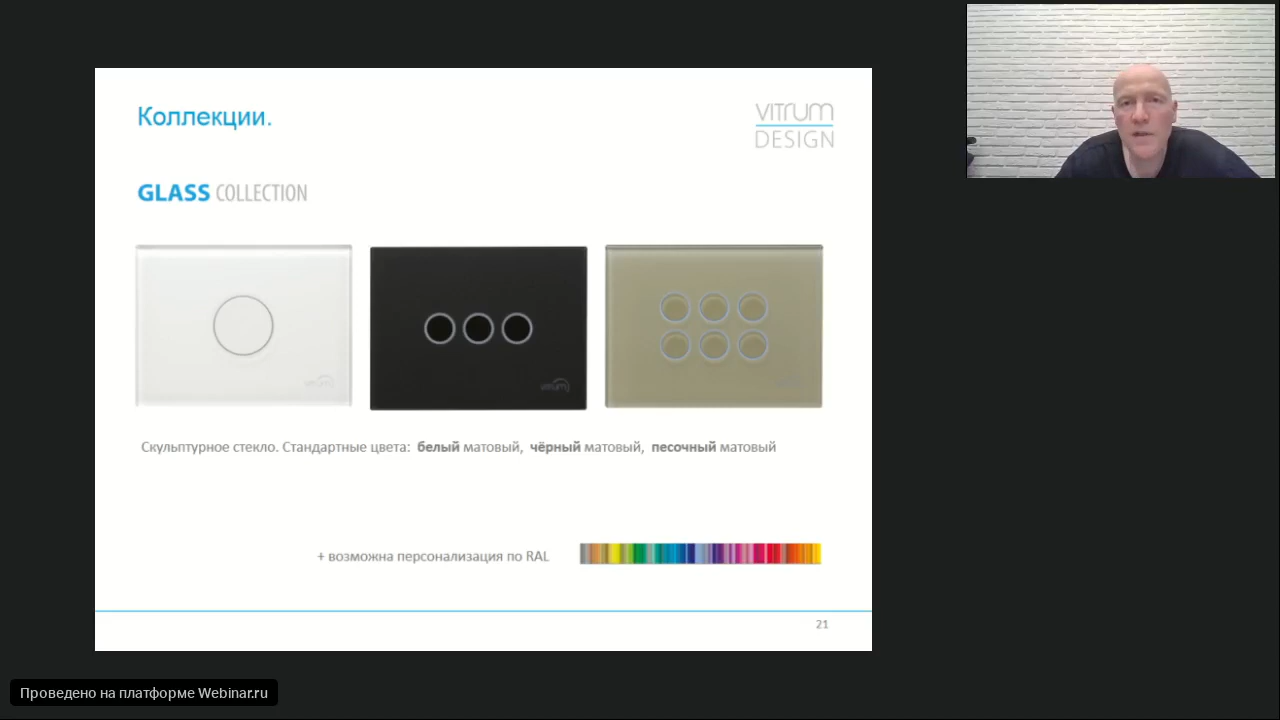 Коллекции.
VITRUM
DESIGN
GLASS COLLECTION
vitrum
Скульптурное стекло. Стандартные цвета: белый матовый, чёрный матовый, песочный матовый
+ возможна персонализация по RAL
21
Проведено на платформе Webinar.ru